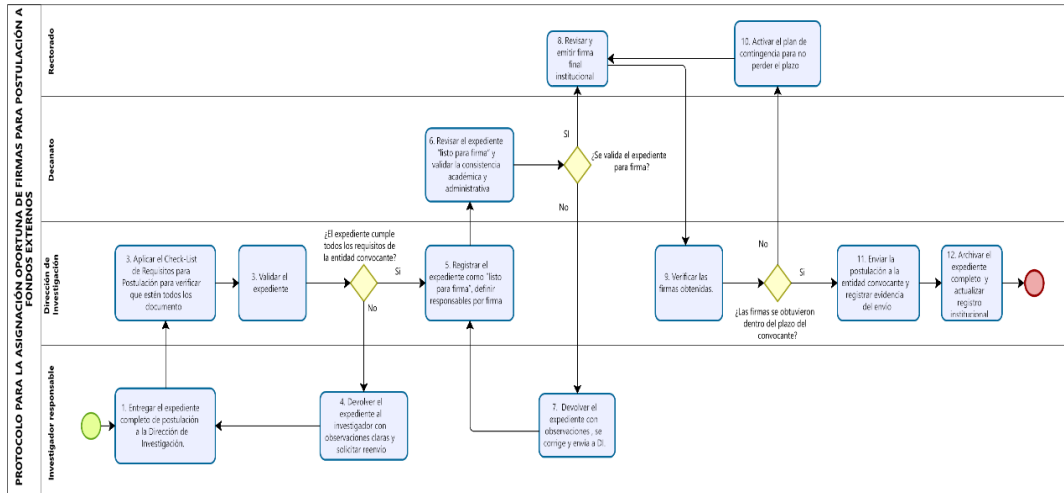 PROTOCOLO PARA LA ASIGNACIÓN OPORTUNA DE FIRMAS PARA POSTULACIÓN A
FONDOS EXTERNOS
Rectorado
8. Revisar y
emitir firma
final
institucional
10. Activar el plan de
contingencia para no
perder el plazo
Decanato
6. Revisar el expediente
"listo para firma" y
validar la consistencia
académica y
administrativa
SI
¿Se valida el expediente
para firma?
No
Dirección de
Investigación
3. Aplicar el Check-List
de Requisitos para
Postulación para verificar
que estén todos los
documento
3. Validar el
expediente
¿El expediente cumple
todos los requisitos de
la entidad convocante?
Si
No
5. Registrar el
expediente como "listo
para firma", definir
responsables por firma
9. Verificar las
firmas obtenidas.
No
Si
¿Las firmas se obtuvieron
dentro del plazo del
convocante?
11. Enviar la
postulación a la
entidad convocante y
registrar evidencia
del envío
12. Archivar el
expediente
completo y
actualizar
registro
institucional
Investigador responsable
1. Entregar el expediente
completo de postulación
a la Dirección de
Investigación.
4. Devolver el
expediente al
investigador con
observaciones claras y
solicitar reenvio
7. Devolver el
expediente con
observaciones , se
corrige y envia a DI.